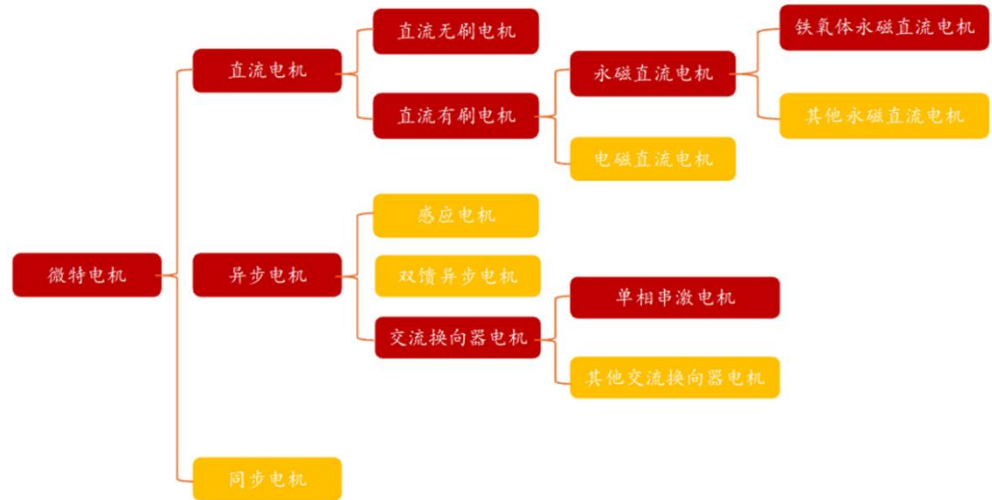 微特电机
直流电机
直流无刷电机
直流有刷电机
永磁直流电机
铁氧体永磁直流电机
其他永磁直流电机
电磁直流电机
异步电机
感应电机
双馈异步电机
交流换向器电机
单相串激电机
其他交流换向器电机
同步电机